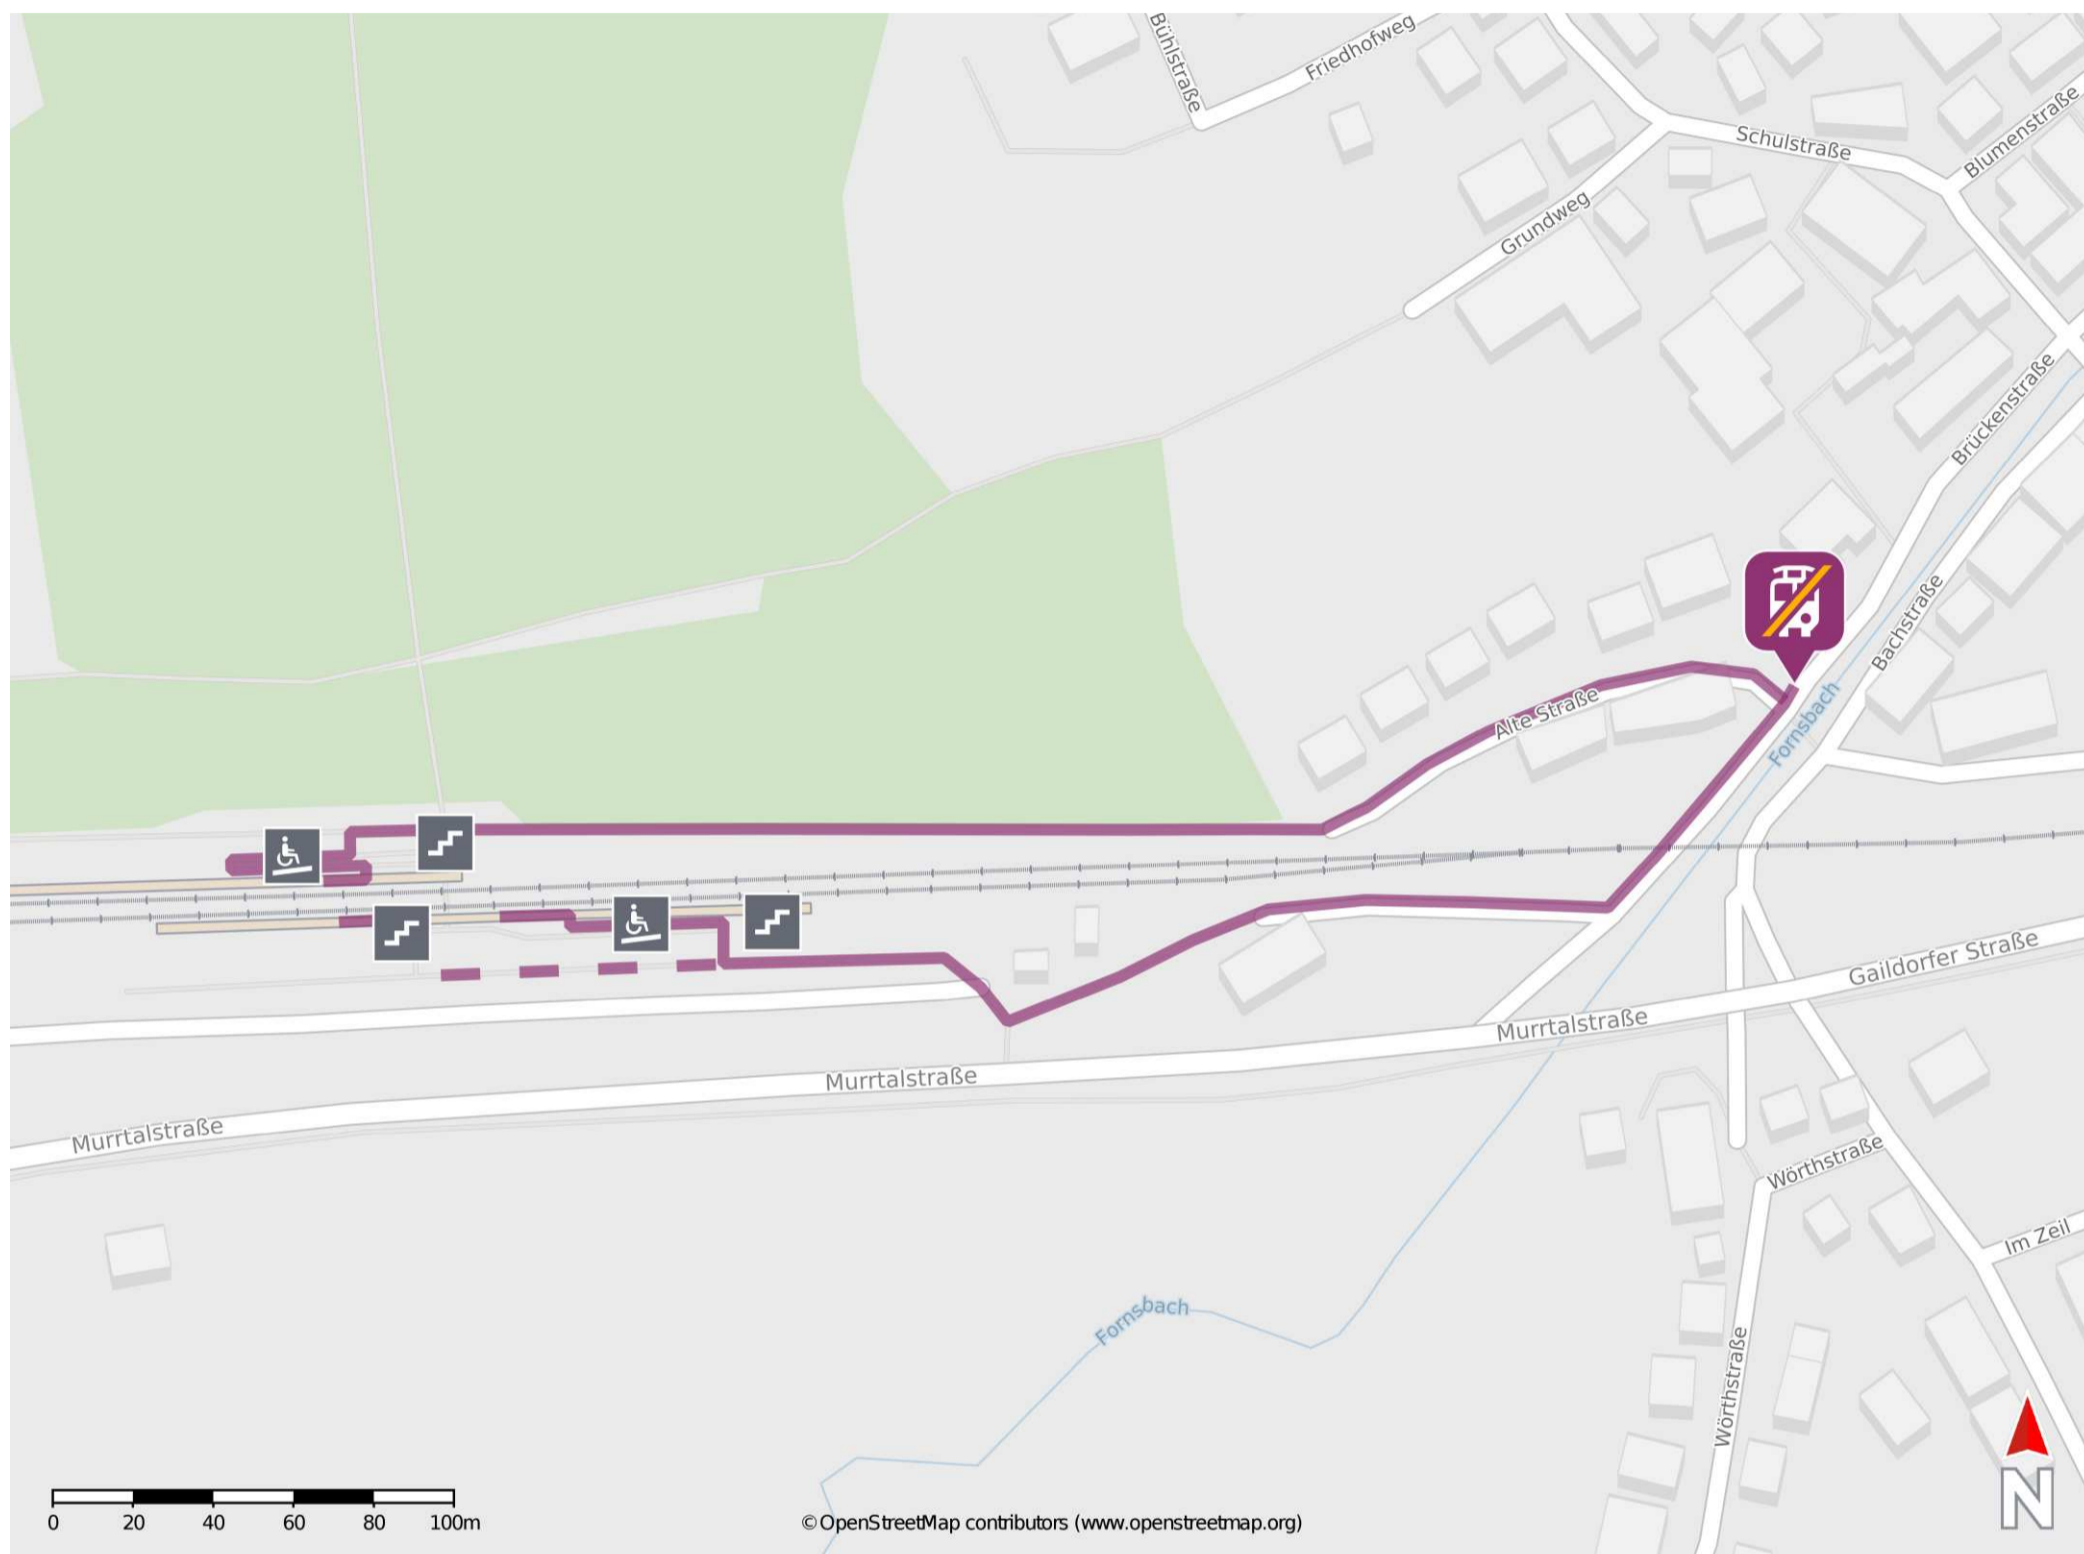 Bühlstraße
Friedhofweg
Schulstraße
Blumenstraße
Grundweg
Brückenstraße
Bachstraße
Alte Straße
Fornsbach
Gaildorfer Straße
Murrtalstraße
Murrtalstraße
Murrtalstraße
Wörthstraße
Im Zeil
Fornsbach
Wörthstraße
N
0 20 40 60 80 100m
© OpenStreetMap contributors (www.openstreetmap.org)